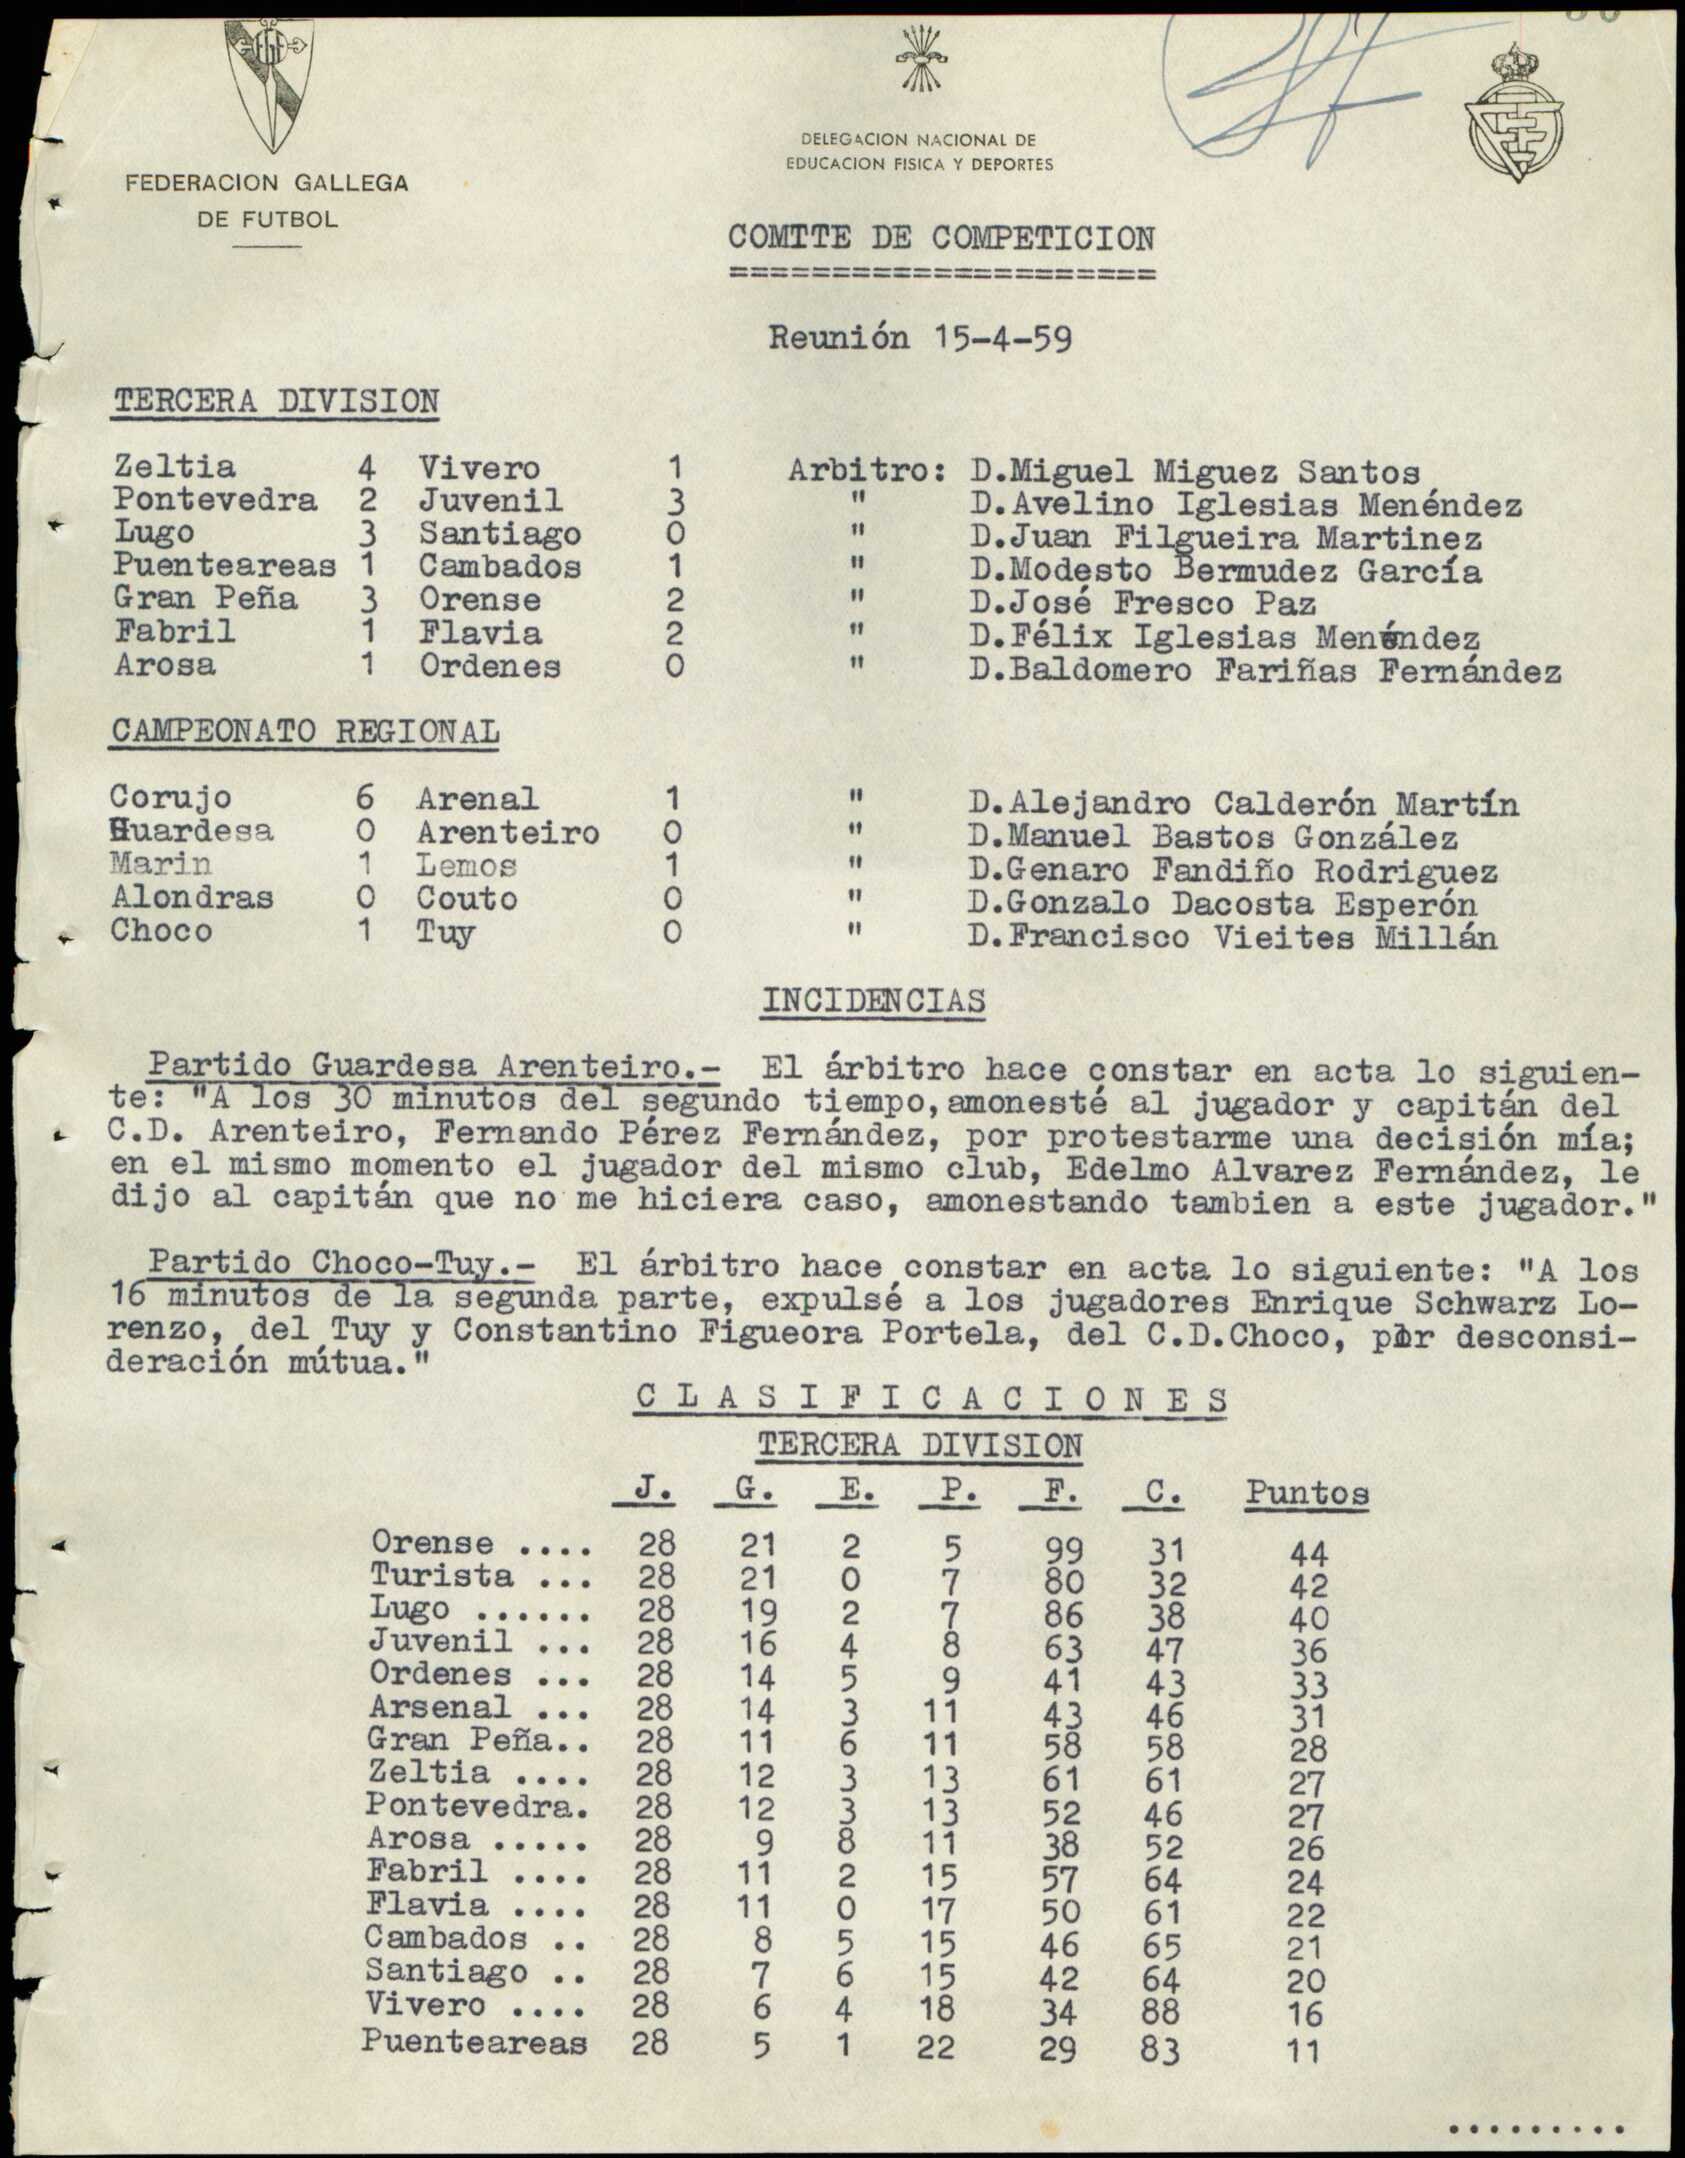 FEDERACION GALLEGA
DE FUTBOL
DELEGACION NACIONAL DE
EDUCACION FISICA Y DEPORTES
COMTTE DE COMPETICION
=====================
Reunión 15-4-59
TERCERA DIVISION
Zeltia 4 Vivero 1 Arbitro: D.Miguel Miguez Santos
Pontevedra 2 Juvenil 3 " D.Avelino Iglesias Menéndez
Lugo 3 Santiago 0 " D.Juan Filgueira Martinez
Puenteareas 1 Cambados 1 " D.Modesto Bermudez García
Gran Peña 3 Orense 2 " D.José Fresco Paz
Fabril 1 Flavia 2 " D.Félix Iglesias Menéndez
Arosa 1 Ordenes 0 " D.Baldomero Fariñas Fernández
CAMPEONATO REGIONAL
Corujo 6 Arenal 1 " D.Alejandro Calderón Martín
Guardesa 0 Arenteiro 0 " D.Manuel Bastos González
Marin 1 Lemos 1 " D.Genaro Fandiño Rodriguez
Alondras 0 Couto 0 " D.Gonzalo Dacosta Esperón
Choco 1 Tuy 0 " D.Francisco Vieites Millán
INCIDENCIAS
Partido Guardesa Arenteiro.- El árbitro hace constar en acta lo siguien-
te: "A los 30 minutos del segundo tiempo,amonesté al jugador y capitán del
C.D. Arenteiro, Fernando Pérez Fernández, por protestarme una decisión mía;
en el mismo momento el jugador del mismo club, Edelmo Alvarez Fernández, le
dijo al capitán que no me hiciera caso, amonestando tambien a este jugador."
Partido Choco-Tuy.- El árbitro hace constar en acta lo siguiente: "A los
16 minutos de la segunda parte, expulsé a los jugadores Enrique Schwarz Lo-
renzo, del Tuy y Constantino Figueora Portela, del C.D.Choco, por desconsi-
deración mútua."
C L A S I F I C A C I O N E S
TERCERA DIVISION
J. G. E. P. F. C. Puntos
Orense .... 28 21 2 5 99 31 44
Turista ... 28 21 0 7 80 32 42
Lugo ...... 28 19 2 7 86 38 40
Juvenil ... 28 16 4 8 63 47 36
Ordenes ... 28 14 5 9 41 43 33
Arsenal ... 28 14 3 11 43 46 31
Gran Peña.. 28 11 6 11 58 58 28
Zeltia .... 28 12 3 13 61 61 27
Pontevedra. 28 12 3 13 52 46 27
Arosa ..... 28 9 8 11 38 52 26
Fabril .... 28 11 2 15 57 64 24
Flavia .... 28 11 0 17 50 61 22
Cambados .. 28 8 5 15 46 65 21
Santiago .. 28 7 6 15 42 64 20
Vivero .... 28 6 4 18 34 88 16
Puenteareas 28 5 1 22 29 83 11
.........